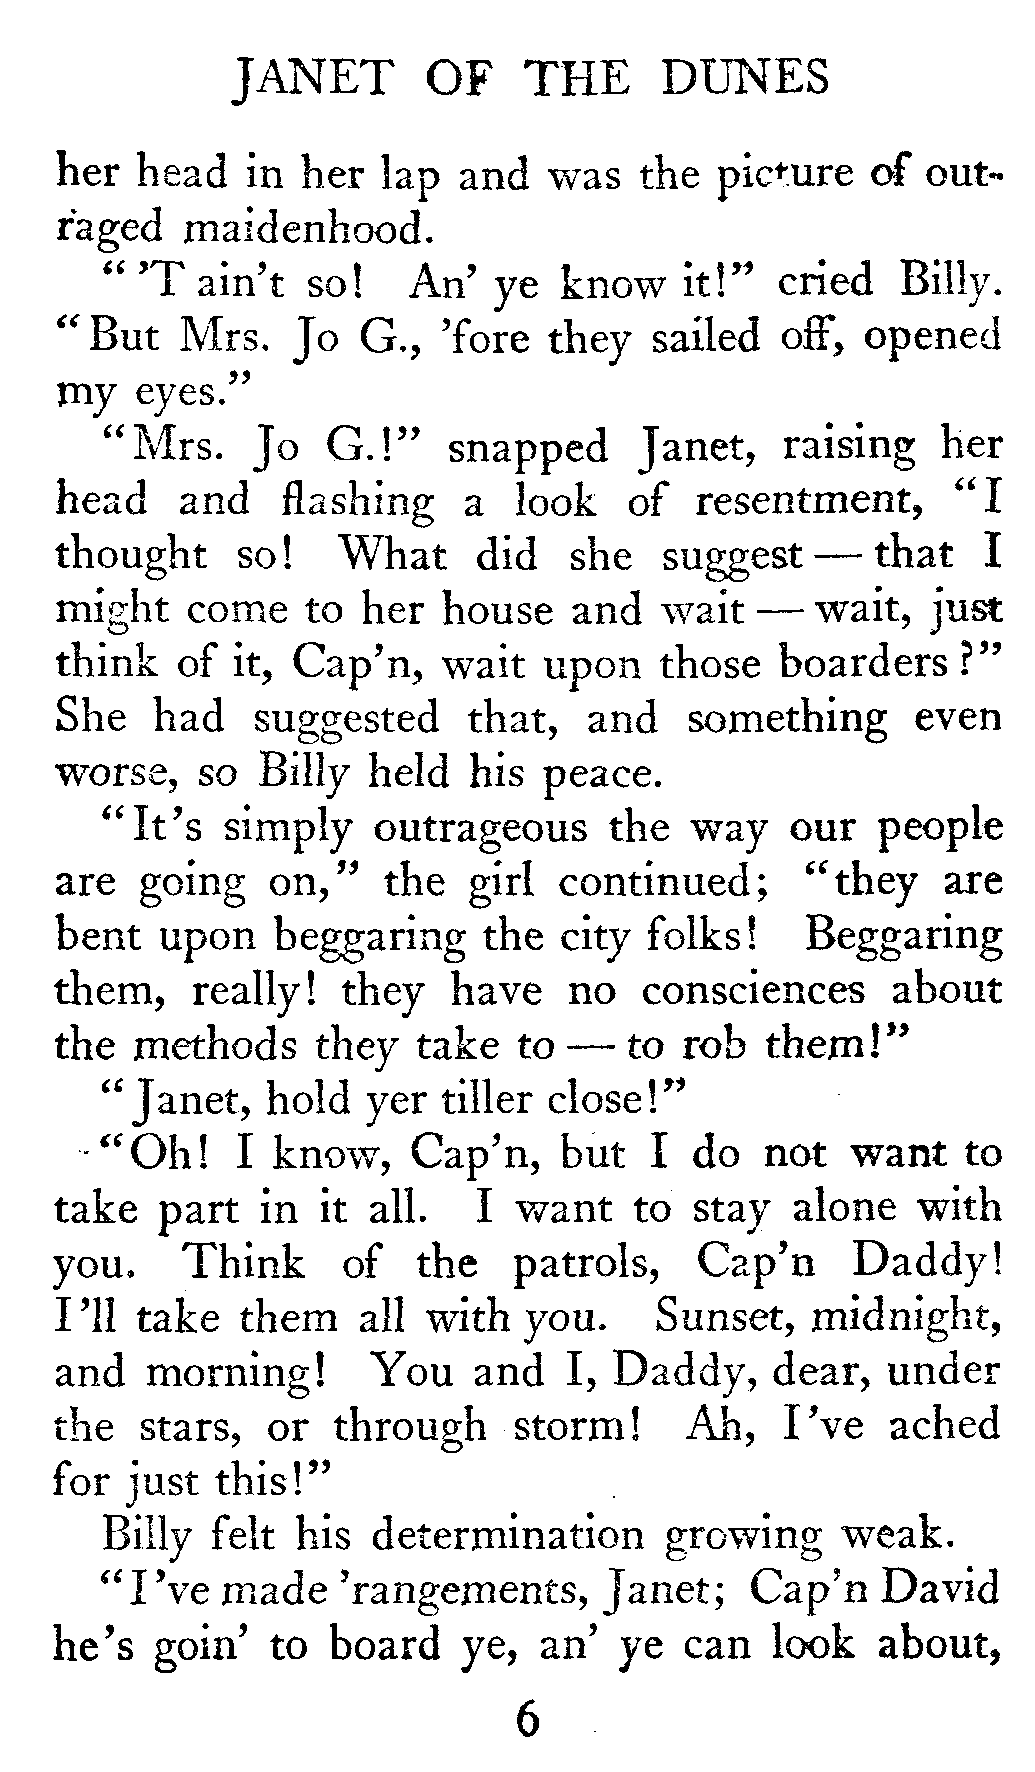 JANET OF THE DUNES
her head in her lap and was the picture of out-
raged maidenhood.
“ ’T ain’t so! An’ ye know it!” cried Billy.
“But Mrs. Jo G., ’fore they sailed off, opened
my eyes.”
“Mrs. Jo G.!” snapped Janet, raising her
head and flashing a look of resentment, “I
thought so! What did she suggest — that I
might come to her house and wait — wait, just
think of it, Cap’n, wait upon those boarders?”
She had suggested that, and something even
worse, so Billy held his peace.
“It’s simply outrageous the way our people
are going on,” the girl continued; “they are
bent upon beggaring the city folks! Beggaring
them, really! they have no consciences about
the methods they take to — to rob them!”
“Janet, hold yer tiller close!”
“Oh! I know, Cap’n, but I do not want to
take part in it all. I want to stay alone with
you. Think of the patrols, Cap’n Daddy!
I’ll take them all with you. Sunset, midnight,
and morning! You and I, Daddy, dear, under
the stars, or through storm! Ah, I’ve ached
for just this!”
Billy felt his determination growing weak.
“I’ve made ’rangements, Janet; Cap’n David
he’s goin’ to board ye, an’ ye can look about,
6